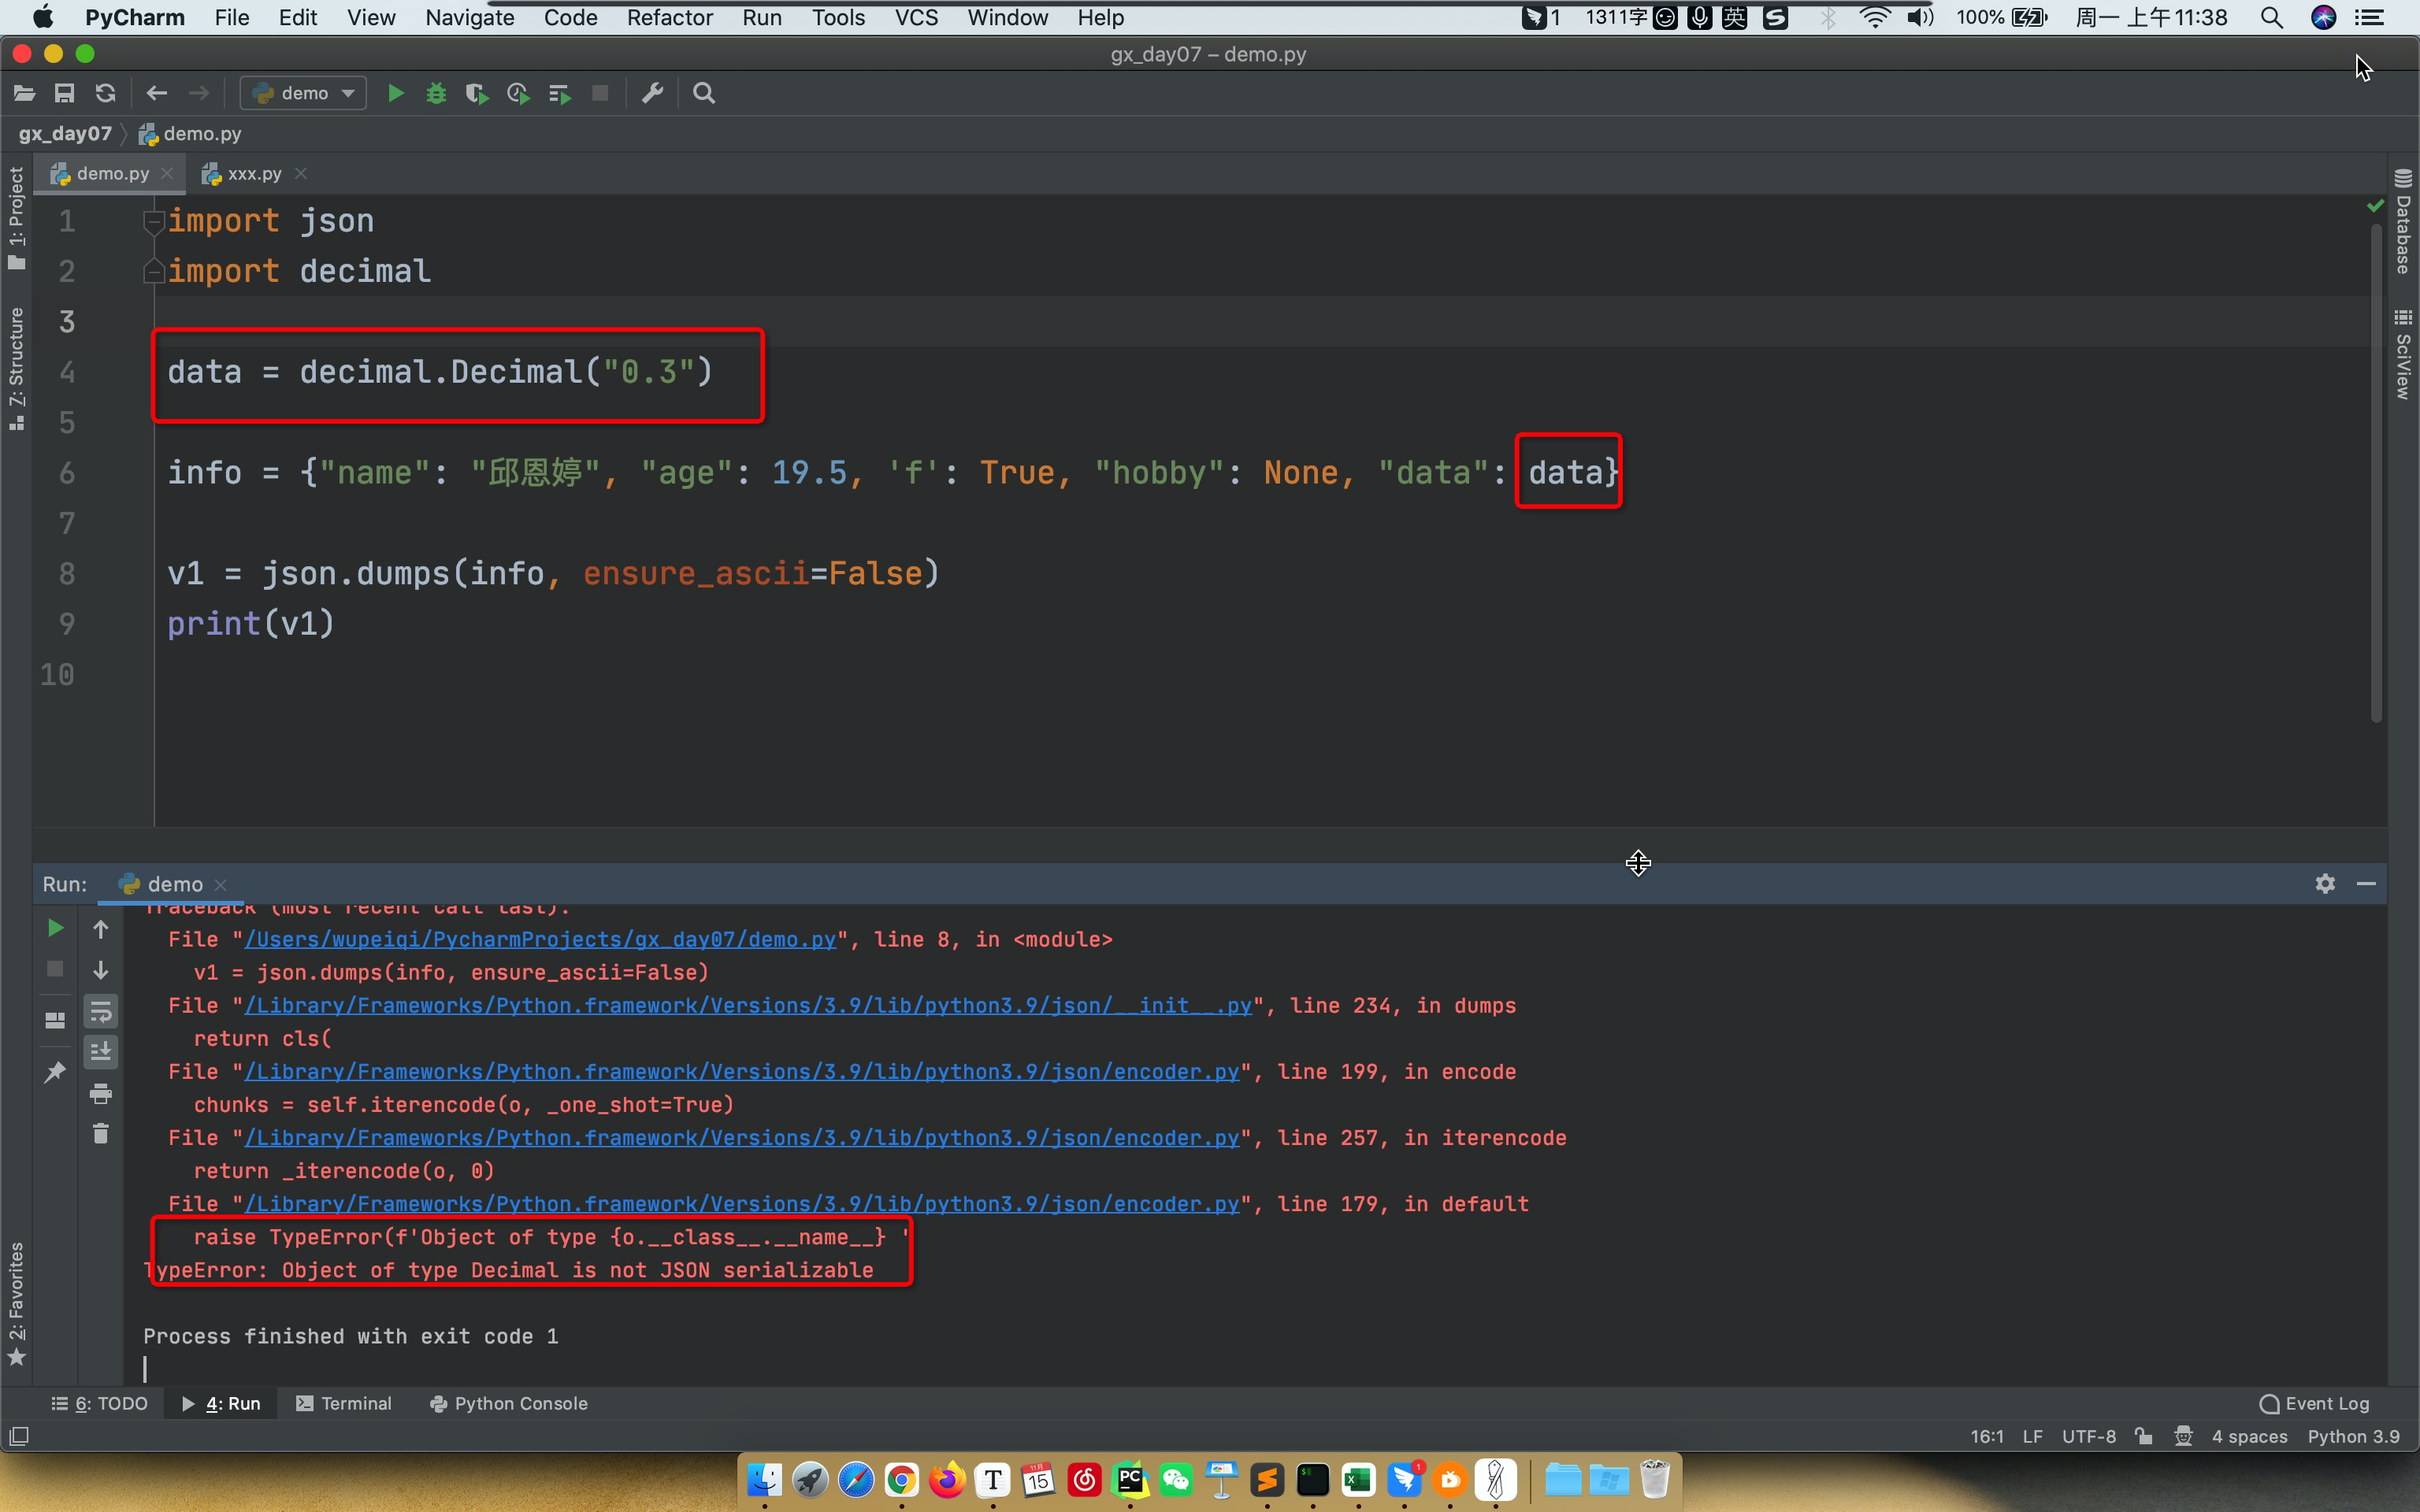 PyCharm File Edit View Navigate Code Refactor Run Tools VCS Window Help 1 1311字 英 100% 周一 上午11:38
gx_day07 – demo.py
demo
gx_day07 demo.py
demo.py xxx.py
1 import json
2 import decimal
3
4 data = decimal.Decimal("0.3")
5
6 info = {"name": "邱恩婷", "age": 19.5, 'f': True, "hobby": None, "data": data}
7
8 v1 = json.dumps(info, ensure_ascii=False)
9 print(v1)
10
1: Project
7: Structure
2: Favorites
Database
SciView
Run: demo
Traceback (most recent call last):
File "/Users/wupeiqi/PycharmProjects/gx_day07/demo.py", line 8, in <module>
v1 = json.dumps(info, ensure_ascii=False)
File "/Library/Frameworks/Python.framework/Versions/3.9/lib/python3.9/json/__init__.py", line 234, in dumps
return cls(
File "/Library/Frameworks/Python.framework/Versions/3.9/lib/python3.9/json/encoder.py", line 199, in encode
chunks = self.iterencode(o, _one_shot=True)
File "/Library/Frameworks/Python.framework/Versions/3.9/lib/python3.9/json/encoder.py", line 257, in iterencode
return _iterencode(o, 0)
File "/Library/Frameworks/Python.framework/Versions/3.9/lib/python3.9/json/encoder.py", line 179, in default
raise TypeError(f'Object of type {o.__class__.__name__} '
TypeError: Object of type Decimal is not JSON serializable
Process finished with exit code 1
6: TODO 4: Run Terminal Python Console Event Log
16:1 LF UTF-8 4 spaces Python 3.9
T 11月 15 PC 1